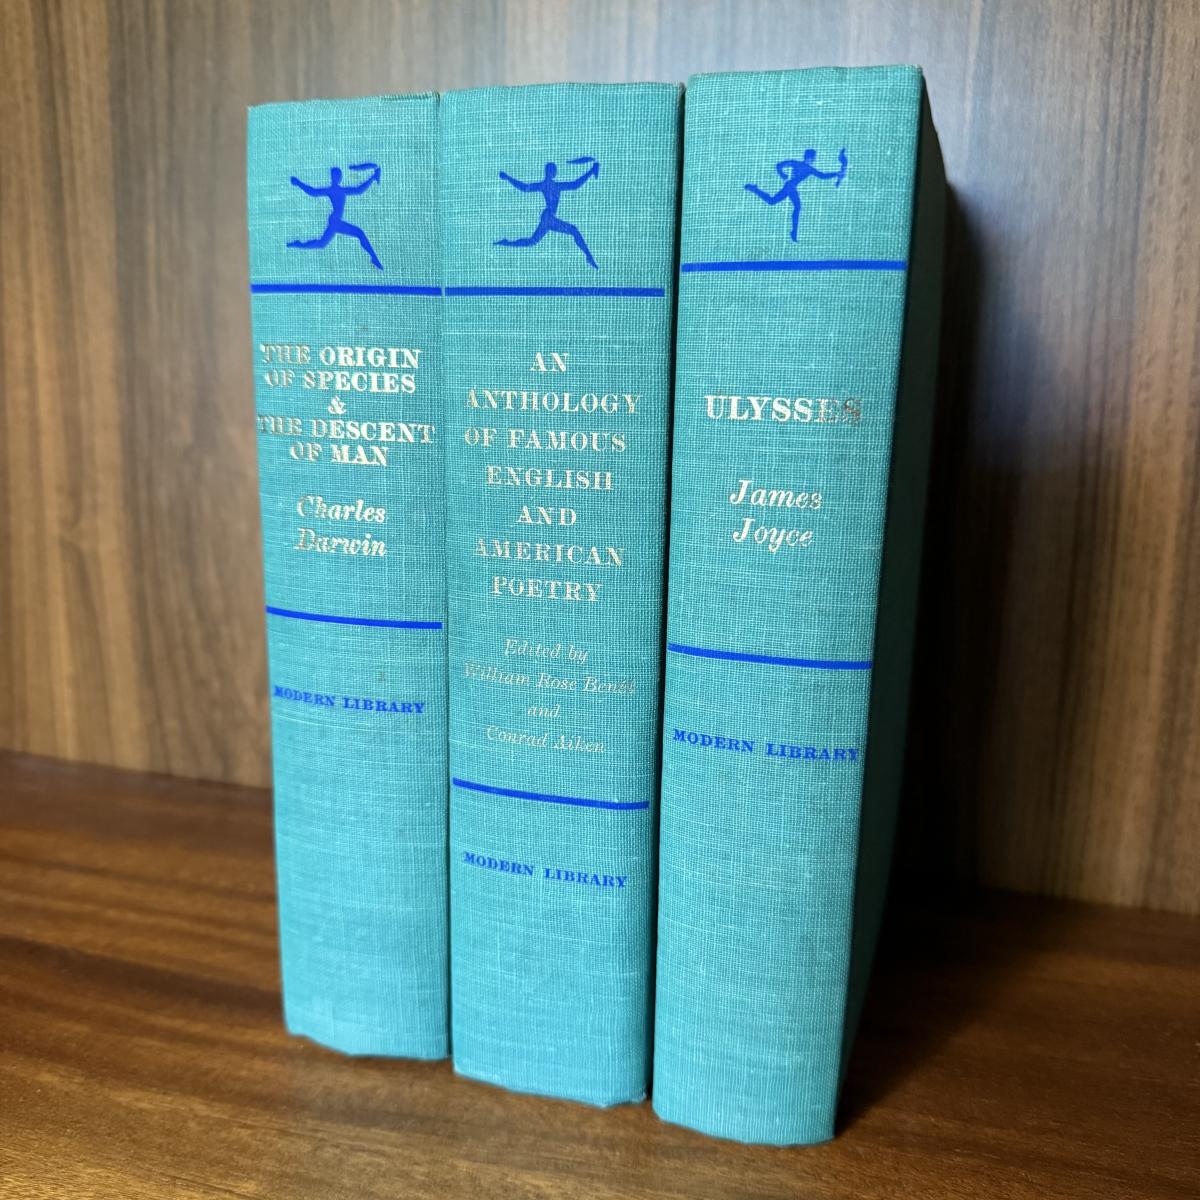 THE ORIGIN
OF SPECIES
&
THE DESCENT
OF MAN
Charles
Darwin
MODERN LIBRARY
AN
ANTHOLOGY
OF FAMOUS
ENGLISH
AND
AMERICAN
POETRY
Edited by
William Rose Benét
and
Conrad Aiken
MODERN LIBRARY
ULYSSES
James
Joyce
MODERN LIBRARY